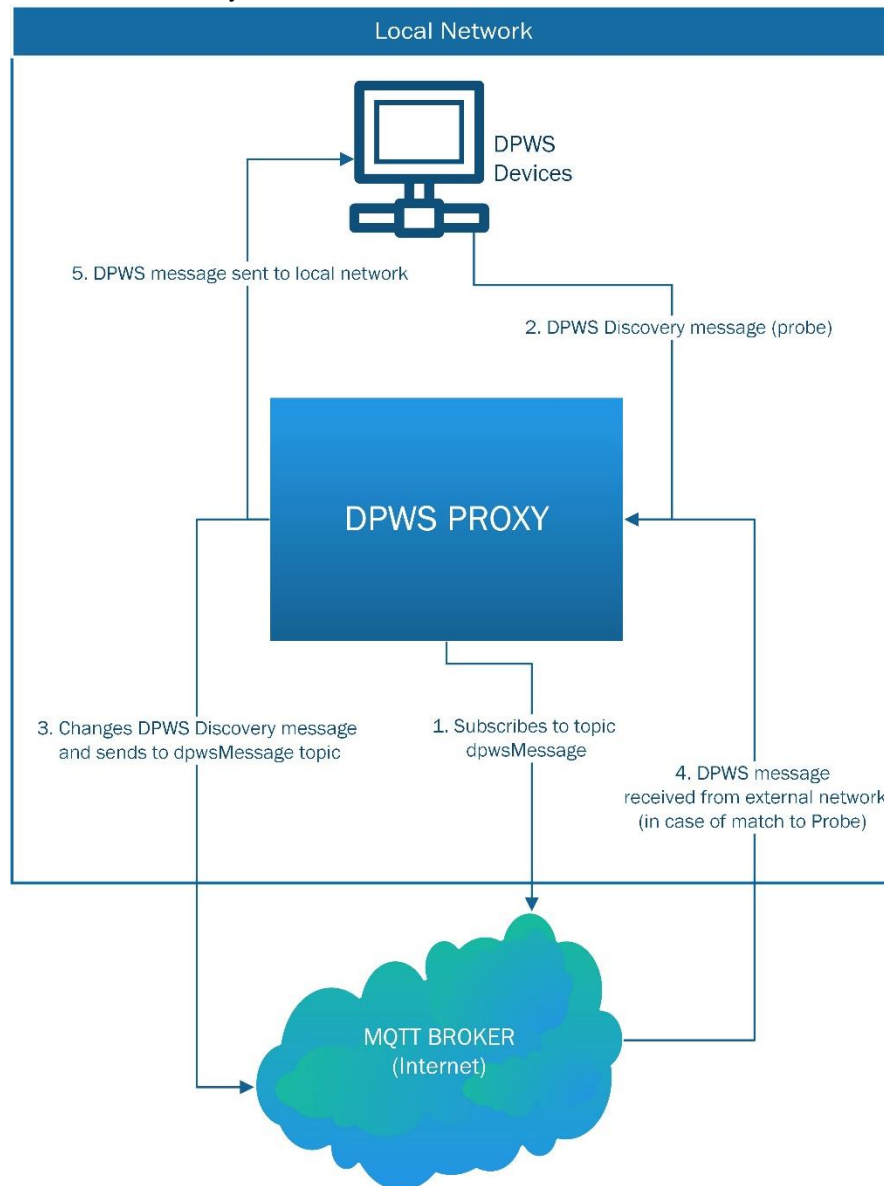 Local Network
DPWS
Devices
5. DPWS message sent to local network
2. DPWS Discovery message (probe)
DPWS PROXY
3. Changes DPWS Discovery message
and sends to dpwsMessage topic
1. Subscribes to topic
dpwsMessage
4. DPWS message
received from external network
(in case of match to Probe)
MQTT BROKER
(Internet)